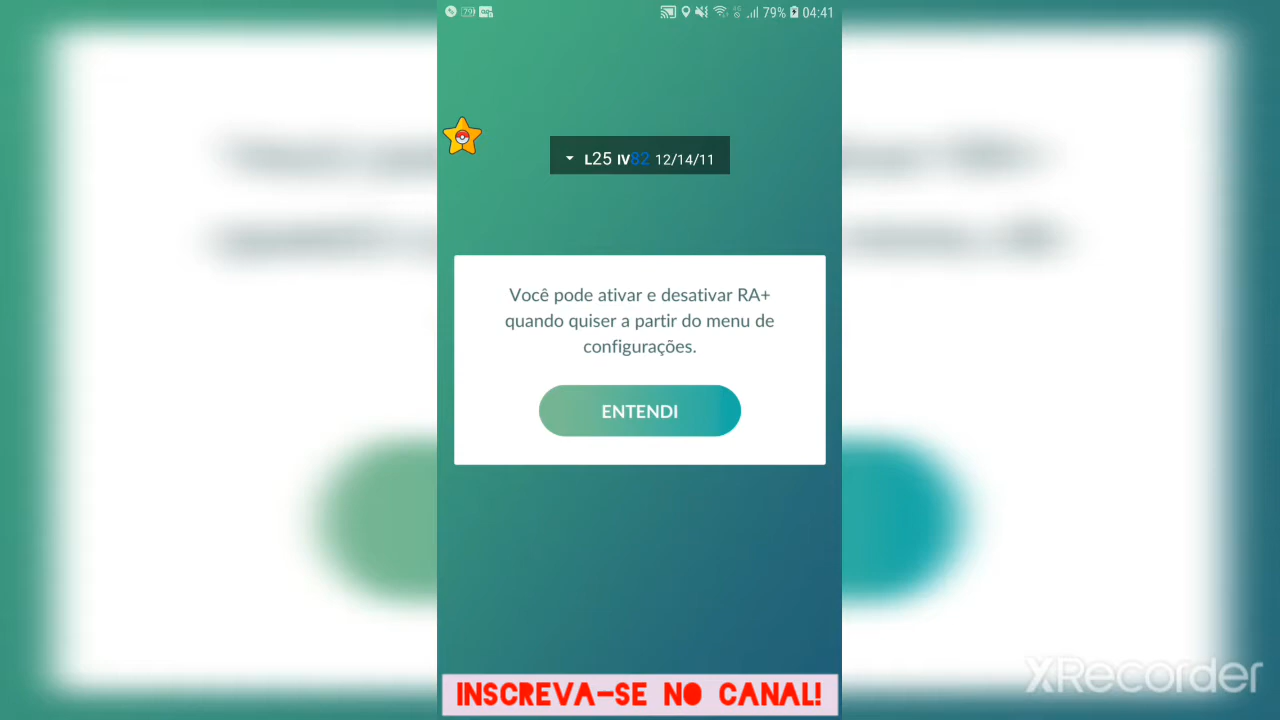 79
79% 04:41
L25 IV82 12/14/11
Você pode ativar e desativar RA+
quando quiser a partir do menu de
configurações.
ENTENDI
XRecorder
INSCREVA-SE NO CANAL!